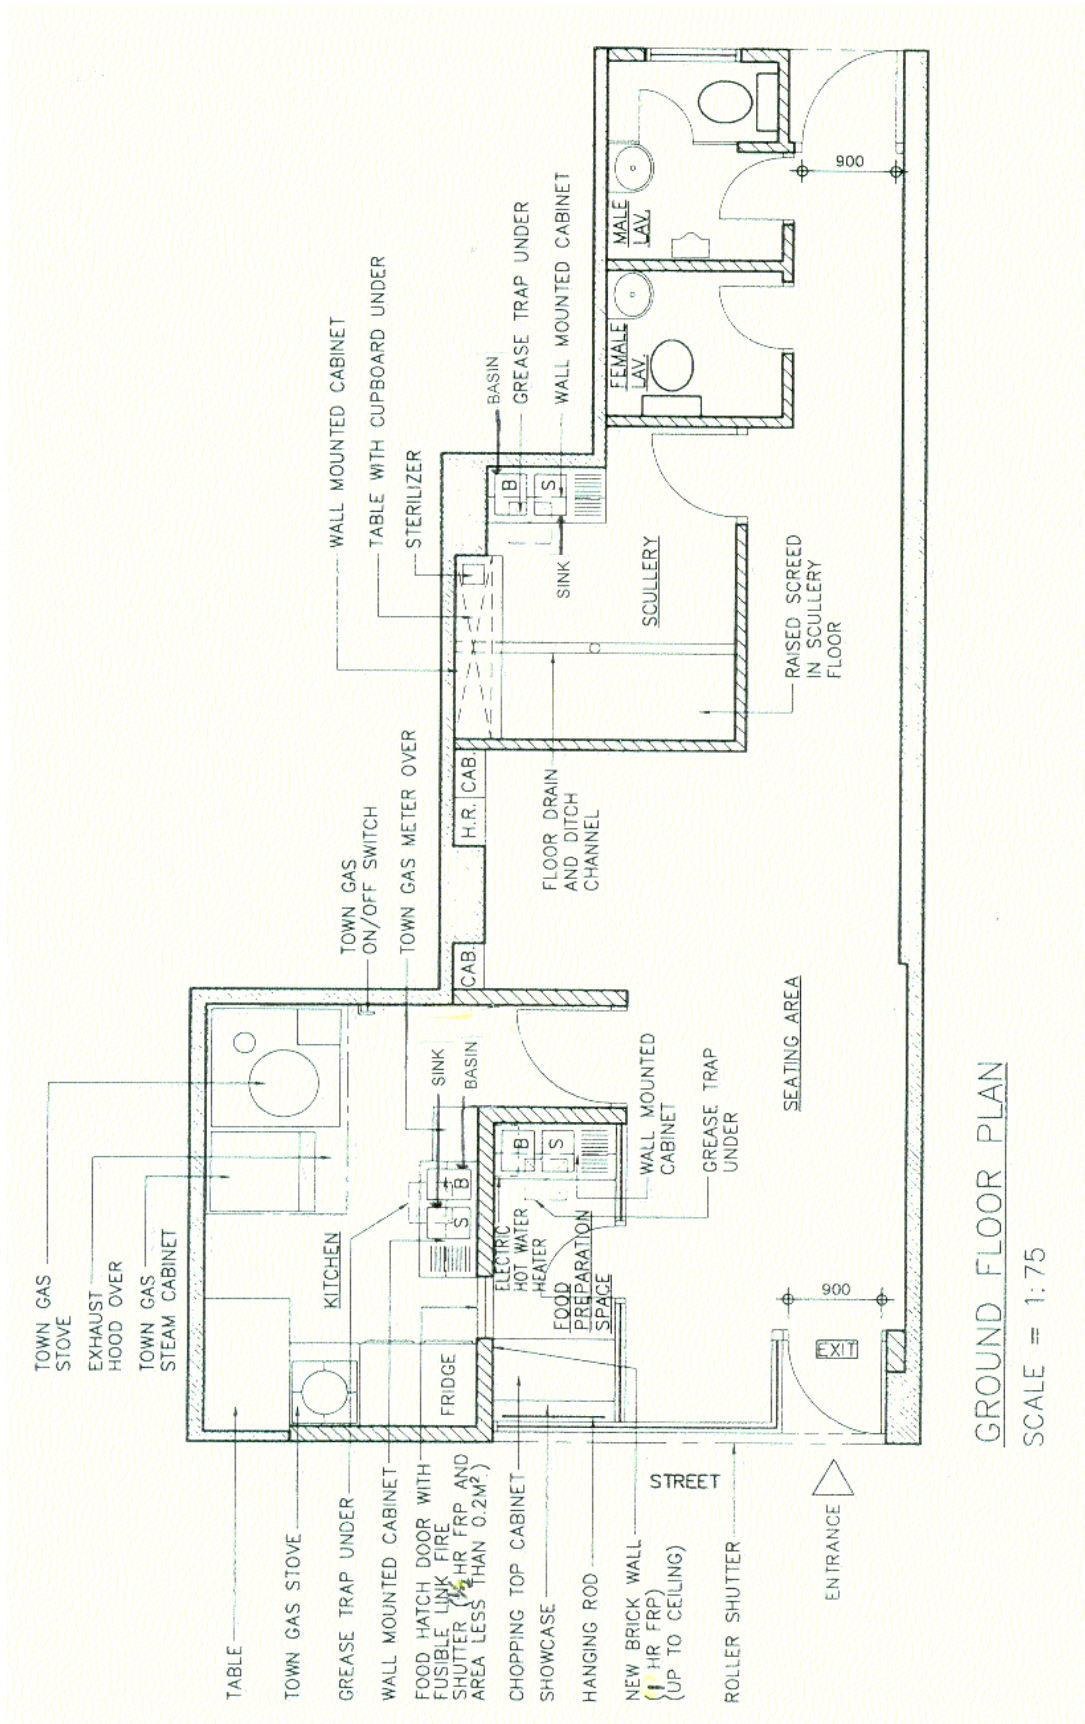 TOWN GAS
STOVE
EXHAUST
HOOD OVER
TOWN GAS
STEAM CABINET
TABLE
TOWN GAS STOVE
GREASE TRAP UNDER
WALL MOUNTED CABINET
FOOD HATCH DOOR WITH
FUSIBLE LINK FIRE
SHUTTER ( HR FRP AND
AREA LESS THAN 0.2M².)
CHOPPING TOP CABINET
SHOWCASE
HANGING ROD
NEW BRICK WALL
(1 HR FRP)
(UP TO CEILING)
ROLLER SHUTTER
ENTRANCE
STREET
EXIT
900
KITCHEN
FRIDGE
S
B
SINK
BASIN
ELECTRIC
HOT WATER
HEATER
FOOD
PREPARATION
SPACE
B
S
WALL MOUNTED
CABINET
GREASE TRAP
UNDER
SEATING AREA
TOWN GAS
ON/OFF SWITCH
TOWN GAS METER OVER
CAB.
H.R.
CAB.
FLOOR DRAIN
AND DITCH
CHANNEL
WALL MOUNTED CABINET
TABLE WITH CUPBOARD UNDER
STERILIZER
BASIN
GREASE TRAP UNDER
WALL MOUNTED CABINET
B
S
SINK
SCULLERY
RAISED SCREED
IN SCULLERY
FLOOR
FEMALE
LAV.
MALE
LAV.
900
GROUND FLOOR PLAN
SCALE = 1:75